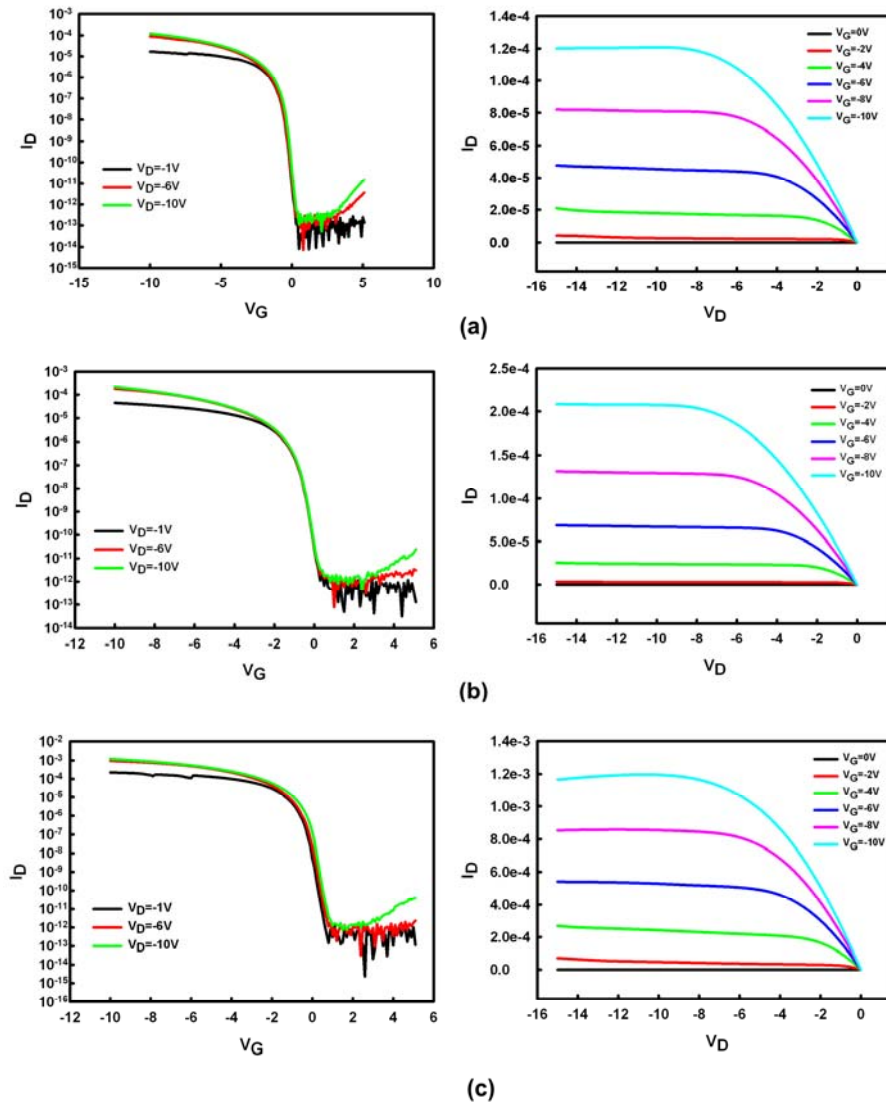 10-3
10-4
10-5
10-6
10-7
10-8
10-9
10-10
10-11
10-12
10-13
10-14
10-15
ID
VD=-1V
VD=-6V
VD=-10V
-10 -5 0 5 10
VG
1.4e-4
1.2e-4
1.0e-4
8.0e-5
6.0e-5
4.0e-5
2.0e-5
0.0
ID
VG=0V
VG=-2V
VG=-4V
VG=-6V
VG=-8V
VG=-10V
-16 -14 -12 -10 -8 -6 -4 -2 0
VD
(a)
10-3
10-4
10-5
10-6
10-7
10-8
10-9
10-10
10-11
10-12
10-13
10-14
ID
VD=-1V
VD=-6V
VD=-10V
-12 -10 -8 -6 -4 -2 0 2 4 6
VG
2.5e-4
2.0e-4
1.5e-4
1.0e-4
5.0e-5
0.0
ID
VG=0V
VG=-2V
VG=-4V
VG=-6V
VG=-8V
VG=-10V
-16 -14 -12 -10 -8 -6 -4 -2 0
VD
(b)
10-2
10-3
10-4
10-5
10-6
10-7
10-8
10-9
10-10
10-11
10-12
10-13
10-14
10-15
10-16
ID
VD=-1V
VD=-6V
VD=-10V
-12 -10 -8 -6 -4 -2 0 2 4 6
VG
1.4e-3
1.2e-3
1.0e-3
8.0e-4
6.0e-4
4.0e-4
2.0e-4
0.0
ID
VG=0V
VG=-2V
VG=-4V
VG=-6V
VG=-8V
VG=-10V
-16 -14 -12 -10 -8 -6 -4 -2 0
VD
(c)